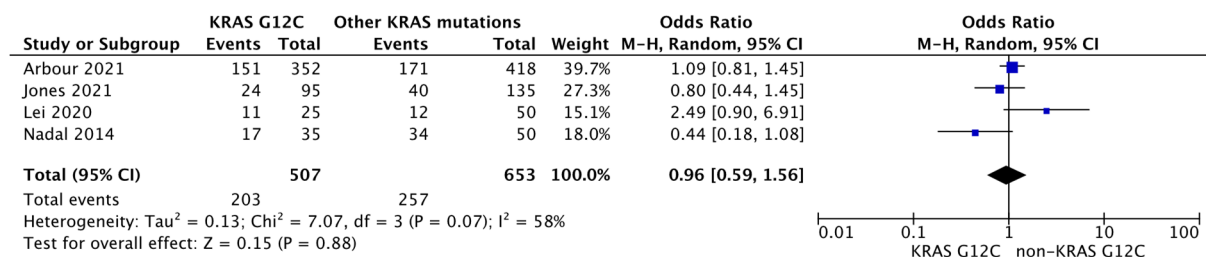 KRAS G12C Other KRAS mutations Odds Ratio Odds Ratio
Study or Subgroup Events Total Events Total Weight M-H, Random, 95% CI M-H, Random, 95% CI
Arbour 2021 151 352 171 418 39.7% 1.09 [0.81, 1.45]
Jones 2021 24 95 40 135 27.3% 0.80 [0.44, 1.45]
Lei 2020 11 25 12 50 15.1% 2.49 [0.90, 6.91]
Nadal 2014 17 35 34 50 18.0% 0.44 [0.18, 1.08]
Total (95% CI) 507 653 100.0% 0.96 [0.59, 1.56]
Total events 203 257
Heterogeneity: Tau² = 0.13; Chi² = 7.07, df = 3 (P = 0.07); I² = 58%
Test for overall effect: Z = 0.15 (P = 0.88)
0.01 0.1 1 10 100
KRAS G12C non-KRAS G12C